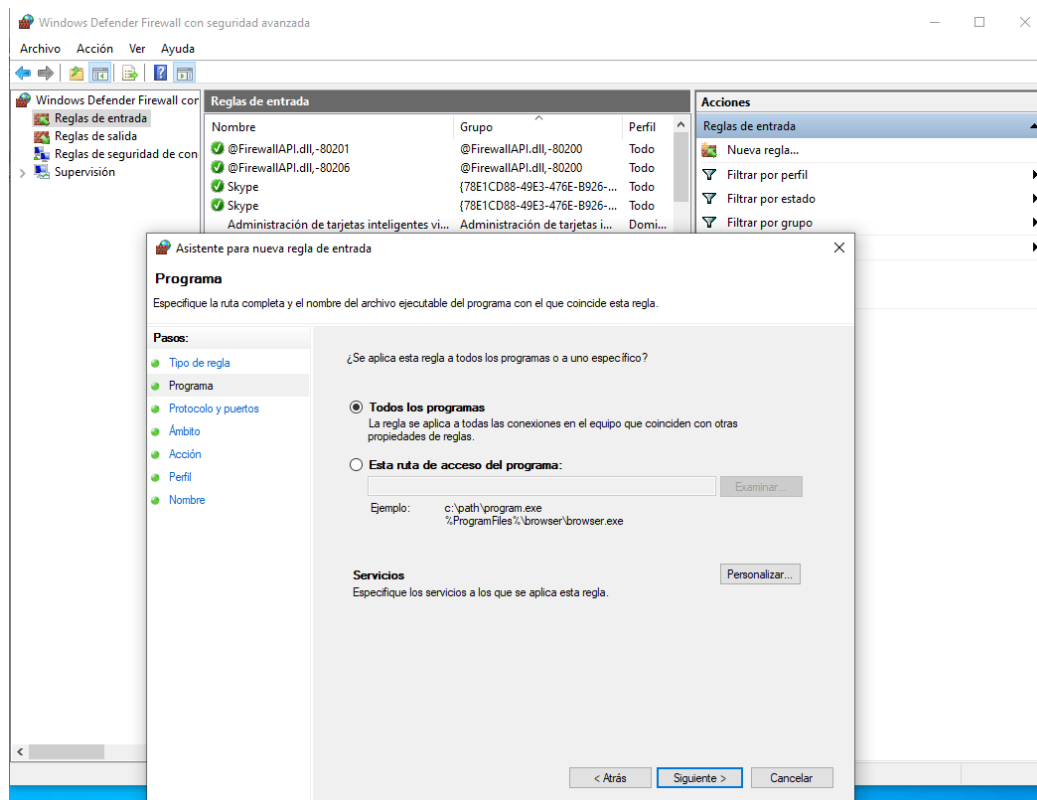 Windows Defender Firewall con seguridad avanzada
Archivo Acción Ver Ayuda
Windows Defender Firewall con
Reglas de entrada
Reglas de salida
Reglas de seguridad de con
Supervisión
Reglas de entrada
Nombre Grupo Perfil
@FirewallAPI.dll,-80201 @FirewallAPI.dll,-80200 Todo
@FirewallAPI.dll,-80206 @FirewallAPI.dll,-80200 Todo
Skype {78E1CD88-49E3-476E-B926-... Todo
Skype {78E1CD88-49E3-476E-B926-... Todo
Administración de tarjetas inteligentes vi... Administración de tarjetas i... Domi...
Acciones
Reglas de entrada
Nueva regla...
Filtrar por perfil
Filtrar por estado
Filtrar por grupo
Asistente para nueva regla de entrada
Programa
Especifique la ruta completa y el nombre del archivo ejecutable del programa con el que coincide esta regla.
Pasos:
Tipo de regla
Programa
Protocolo y puertos
Ámbito
Acción
Perfil
Nombre
¿Se aplica esta regla a todos los programas o a uno específico?
Todos los programas
La regla se aplica a todas las conexiones en el equipo que coinciden con otras
propiedades de reglas.
Esta ruta de acceso del programa:
Examinar...
Ejemplo: c:\path\program.exe
%ProgramFiles%\browser\browser.exe
Servicios
Especifique los servicios a los que se aplica esta regla.
Personalizar...
< Atrás Siguiente > Cancelar